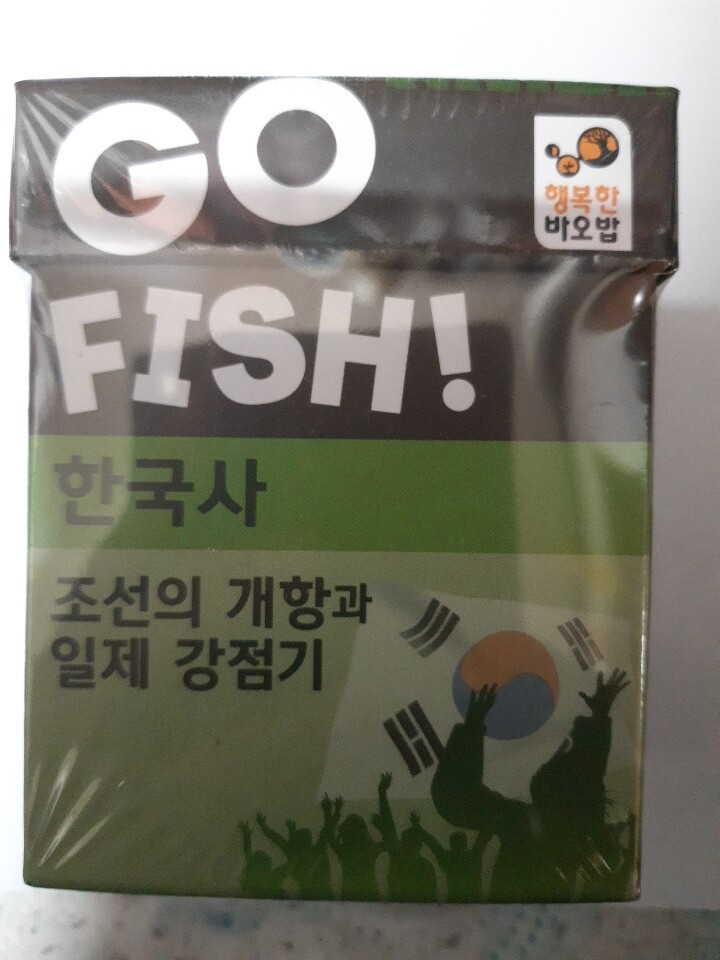 GO
행복한
바오밥
FISH!
한국사
조선의 개항과
일제 강점기